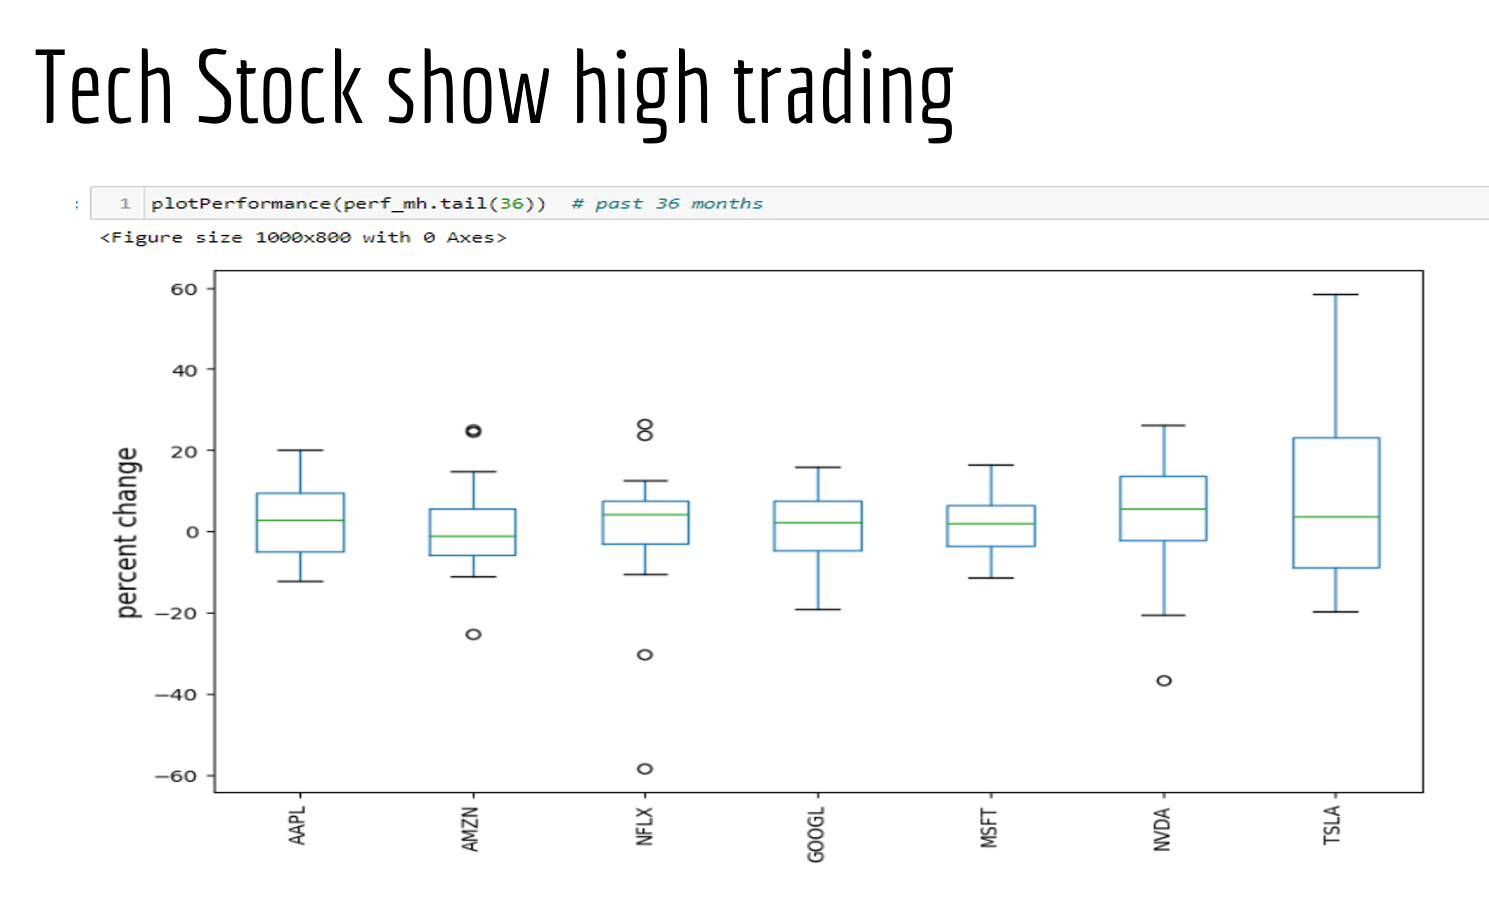 Tech Stock show high trading
: 1 plotPerformance(perf_mh.tail(36)) # past 36 months
<Figure size 1000x800 with 0 Axes>
60
40
20
0
−20
−40
−60
percent change
AAPL
AMZN
NFLX
GOOGL
MSFT
NVDA
TSLA